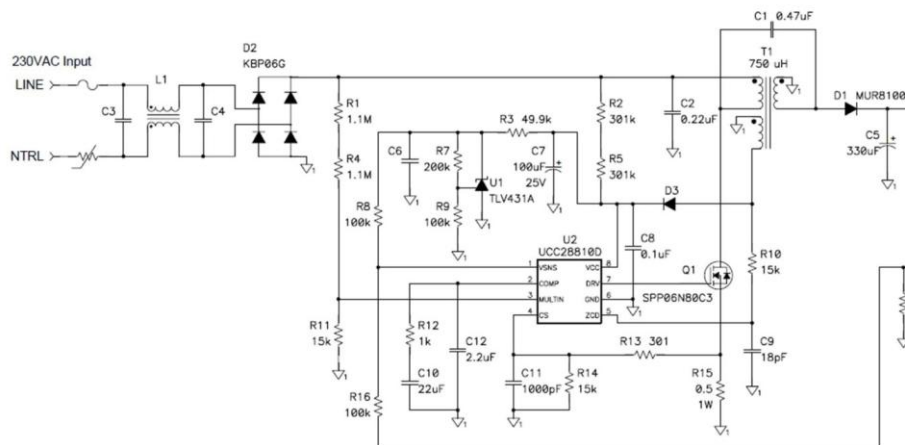 C1 0.47uF
T1
750 uH
D2
KBP06G
230VAC Input
LINE
L1
C3
C4
NTRL
R1
1.1M
R4
1.1M
R2
301k
R5
301k
C2
0.22uF
D1 MUR8100
C5
330uF
R3 49.9k
C6
R7
200k
U1
TLV431A
C7
100uF
25V
R8
100k
R9
100k
D3
C8
0.1uF
U2
UCC28810D
1 VSNS
2 COMP
3 MULTIN
4 CS
VCC 8
DRV 7
GND 6
ZCD 5
Q1
SPP06N80C3
R10
15k
R11
15k
R12
1k
C12
2.2uF
C10
22uF
R16
100k
C11
1000pF
R14
15k
R13 301
R15
0.5
1W
C9
18pF